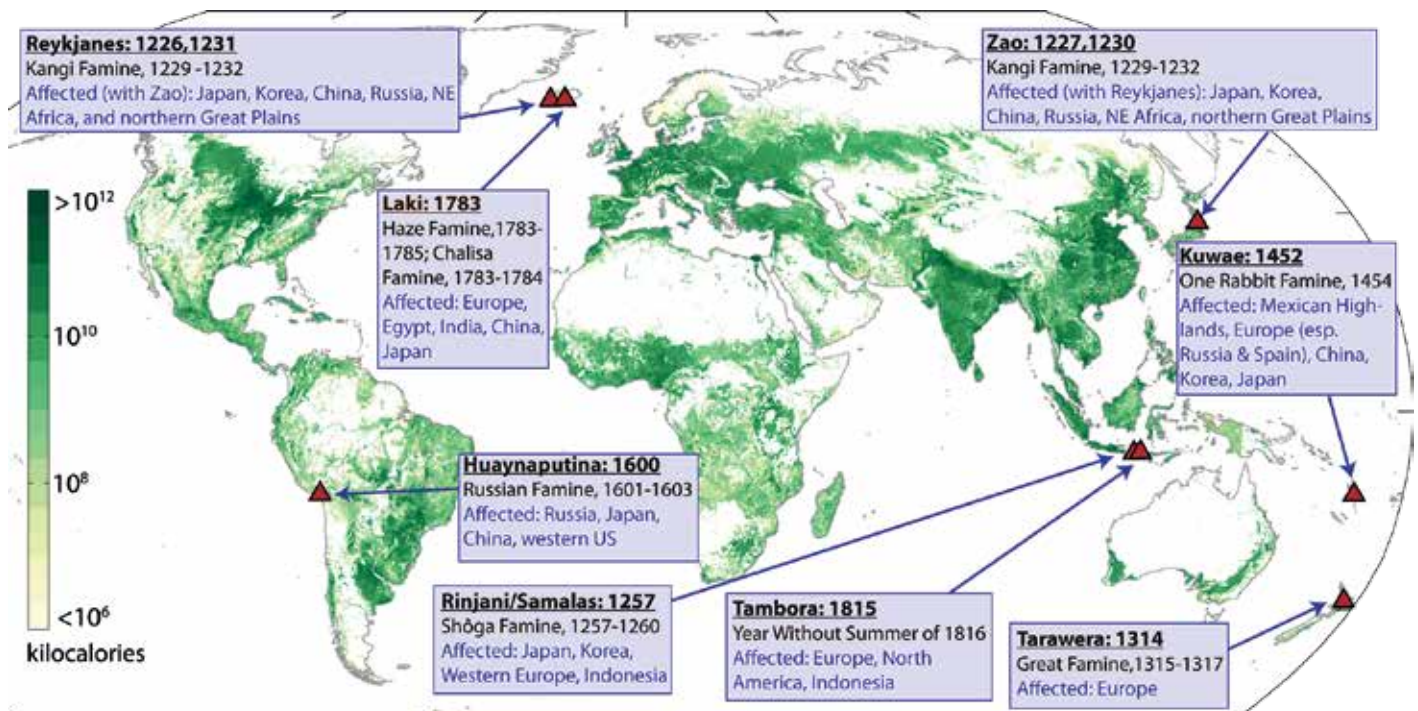 Reykjanes: 1226,1231
Kangi Famine, 1229 -1232
Affected (with Zao): Japan, Korea, China, Russia, NE
Africa, and northern Great Plains
Zao: 1227,1230
Kangi Famine, 1229-1232
Affected (with Reykjanes): Japan, Korea,
China, Russia, NE Africa, northern Great Plains
>10¹²
10¹⁰
10⁸
<10⁶
kilocalories
Laki: 1783
Haze Famine,1783-
1785; Chalisa
Famine, 1783-1784
Affected: Europe,
Egypt, India, China,
Japan
Kuwae: 1452
One Rabbit Famine, 1454
Affected: Mexican High-
lands, Europe (esp.
Russia & Spain), China,
Korea, Japan
Huaynaputina: 1600
Russian Famine, 1601-1603
Affected: Russia, Japan,
China, western US
Rinjani/Samalas: 1257
Shôga Famine, 1257-1260
Affected: Japan, Korea,
Western Europe, Indonesia
Tambora: 1815
Year Without Summer of 1816
Affected: Europe, North
America, Indonesia
Tarawera: 1314
Great Famine,1315-1317
Affected: Europe